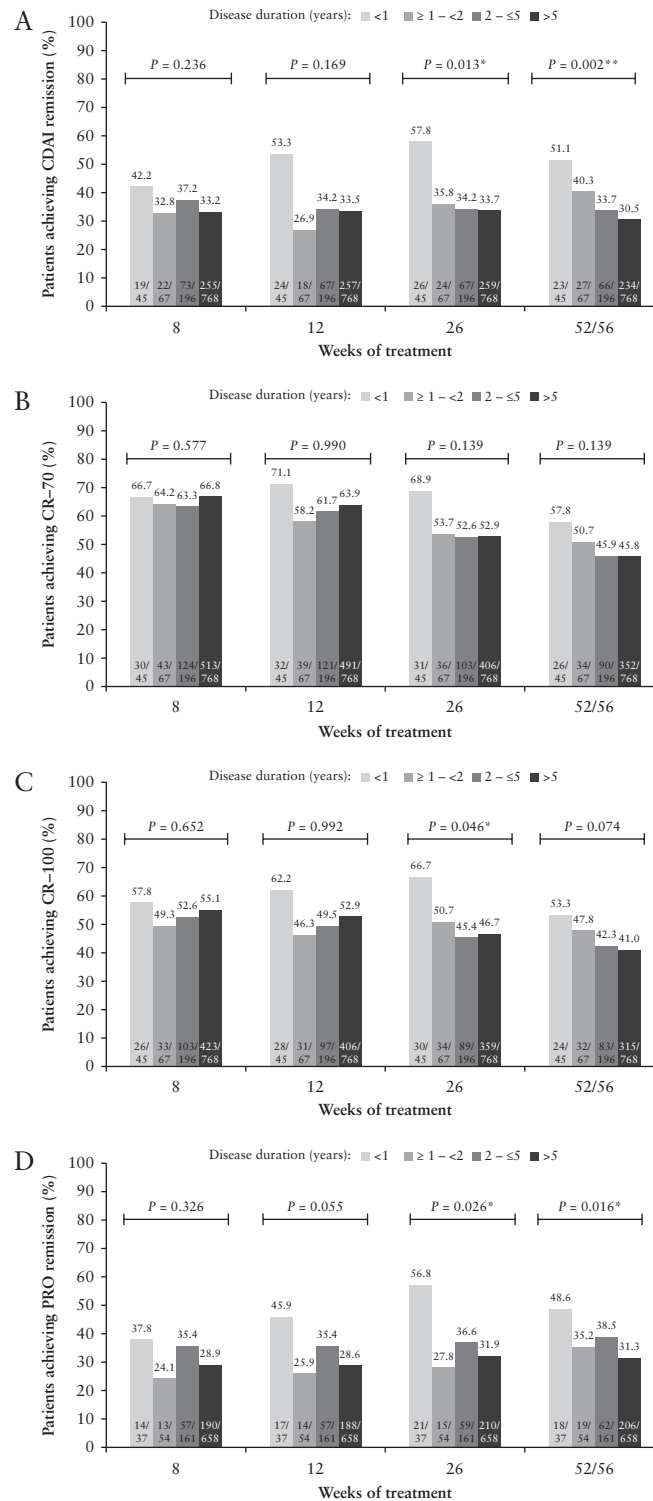 A
Disease duration (years): <1 ≥ 1 – <2 2 – ≤5 >5
Patients achieving CDAI remission (%)
100
90
80
70
60
50
40
30
20
10
0
P = 0.236 P = 0.169 P = 0.013* P = 0.002**
42.2 32.8 37.2 33.2 53.3 26.9 34.2 33.5 57.8 35.8 34.2 33.7 51.1 40.3 33.7 30.5
19/ 22/ 73/ 255/ 24/ 18/ 67/ 257/ 26/ 24/ 67/ 259/ 23/ 27/ 66/ 234/
45 67 196 768 45 67 196 768 45 67 196 768 45 67 196 768
8 12 26 52/56
Weeks of treatment
B
Disease duration (years): <1 ≥ 1 – <2 2 – ≤5 >5
Patients achieving CR–70 (%)
100
90
80
70
60
50
40
30
20
10
0
P = 0.577 P = 0.990 P = 0.139 P = 0.139
66.7 64.2 63.3 66.8 71.1 58.2 61.7 63.9 68.9 53.7 52.6 52.9 57.8 50.7 45.9 45.8
30/ 43/ 124/ 513/ 32/ 39/ 121/ 491/ 31/ 36/ 103/ 406/ 26/ 34/ 90/ 352/
45 67 196 768 45 67 196 768 45 67 196 768 45 67 196 768
8 12 26 52/56
Weeks of treatment
C
Disease duration (years): <1 ≥ 1 – <2 2 – ≤5 >5
Patients achieving CR–100 (%)
100
90
80
70
60
50
40
30
20
10
0
P = 0.652 P = 0.992 P = 0.046* P = 0.074
57.8 49.3 52.6 55.1 62.2 46.3 49.5 52.9 66.7 50.7 45.4 46.7 53.3 47.8 42.3 41.0
26/ 33/ 103/ 423/ 28/ 31/ 97/ 406/ 30/ 34/ 89/ 359/ 24/ 32/ 83/ 315/
45 67 196 768 45 67 196 768 45 67 196 768 45 67 196 768
8 12 26 52/56
Weeks of treatment
D
Disease duration (years): <1 ≥ 1 – <2 2 – ≤5 >5
Patients achieving PRO remission (%)
100
90
80
70
60
50
40
30
20
10
0
P = 0.326 P = 0.055 P = 0.026* P = 0.016*
37.8 24.1 35.4 28.9 45.9 25.9 35.4 28.6 56.8 27.8 36.6 31.9 48.6 35.2 38.5 31.3
14/ 13/ 57/ 190/ 17/ 14/ 57/ 188/ 21/ 15/ 59/ 210/ 18/ 19/ 62/ 206/
37 54 161 658 37 54 161 658 37 54 161 658 37 54 161 658
8 12 26 52/56
Weeks of treatment